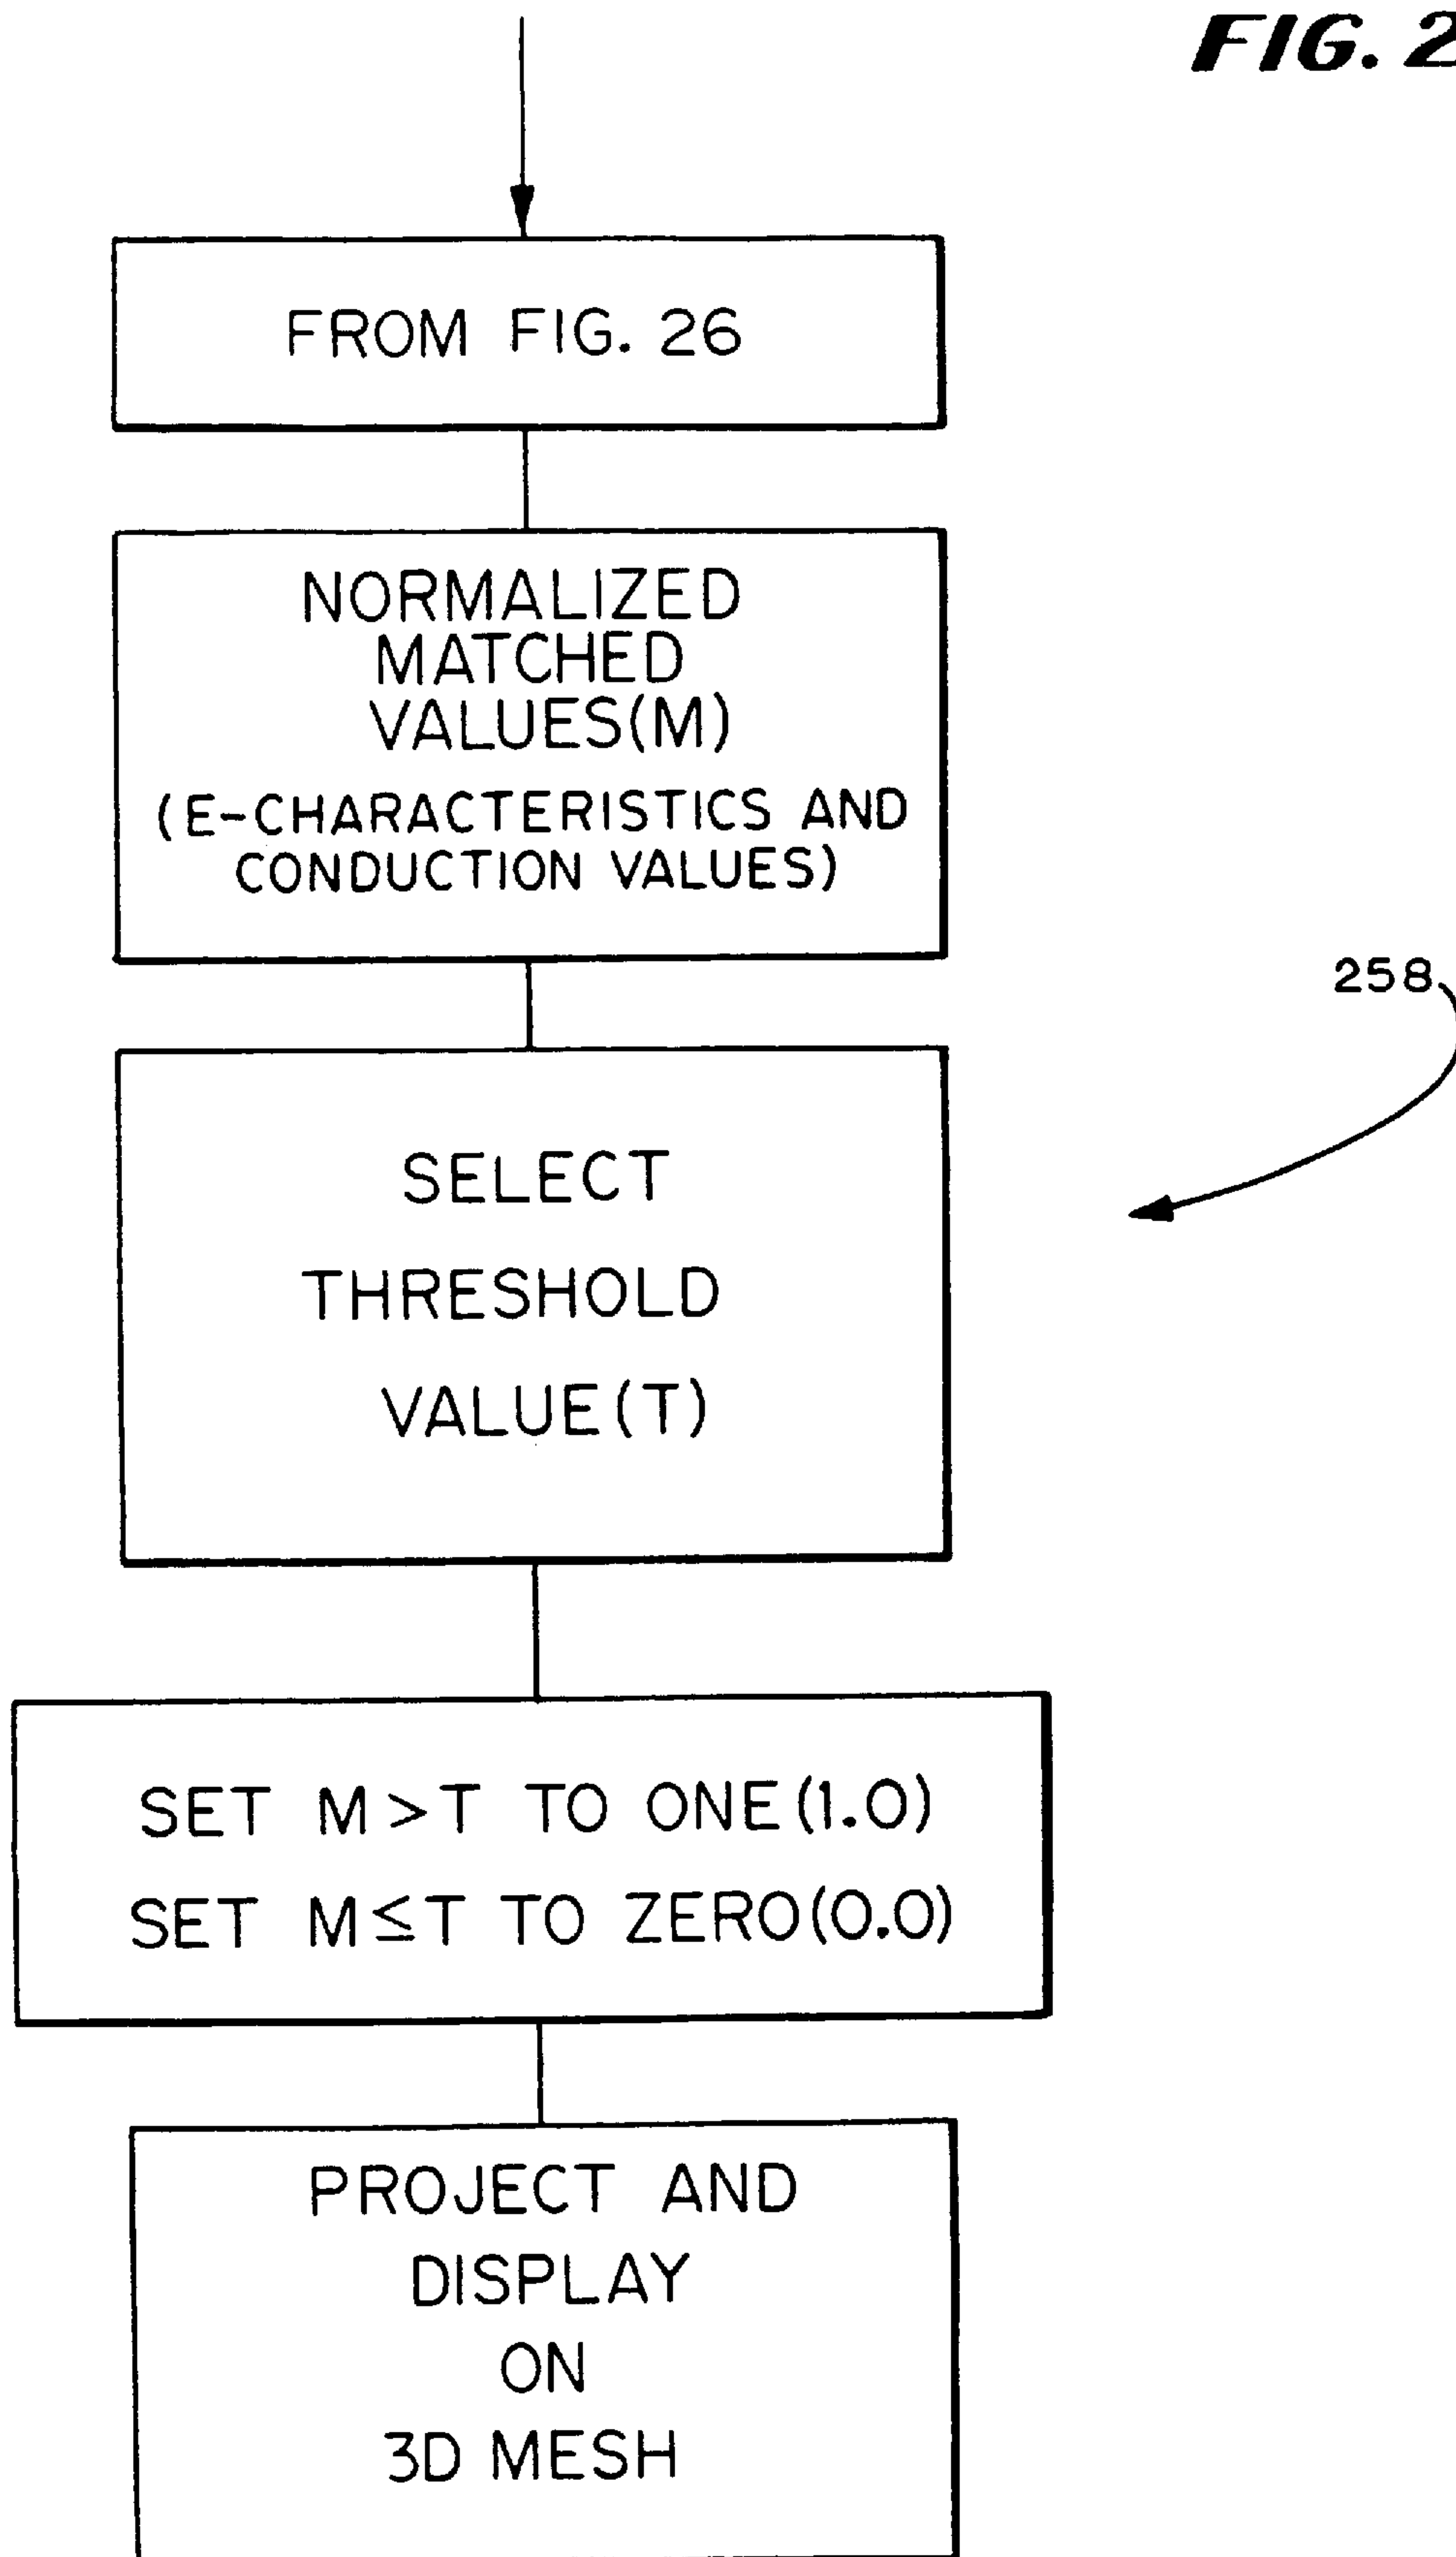 FIG. 2
FROM FIG. 26
NORMALIZED
MATCHED
VALUES(M)
(E-CHARACTERISTICS AND
CONDUCTION VALUES)
258
SELECT
THRESHOLD
VALUE(T)
SET M>T TO ONE(1.0)
SET M≦T TO ZERO(0.0)
PROJECT AND
DISPLAY
ON
3D MESH